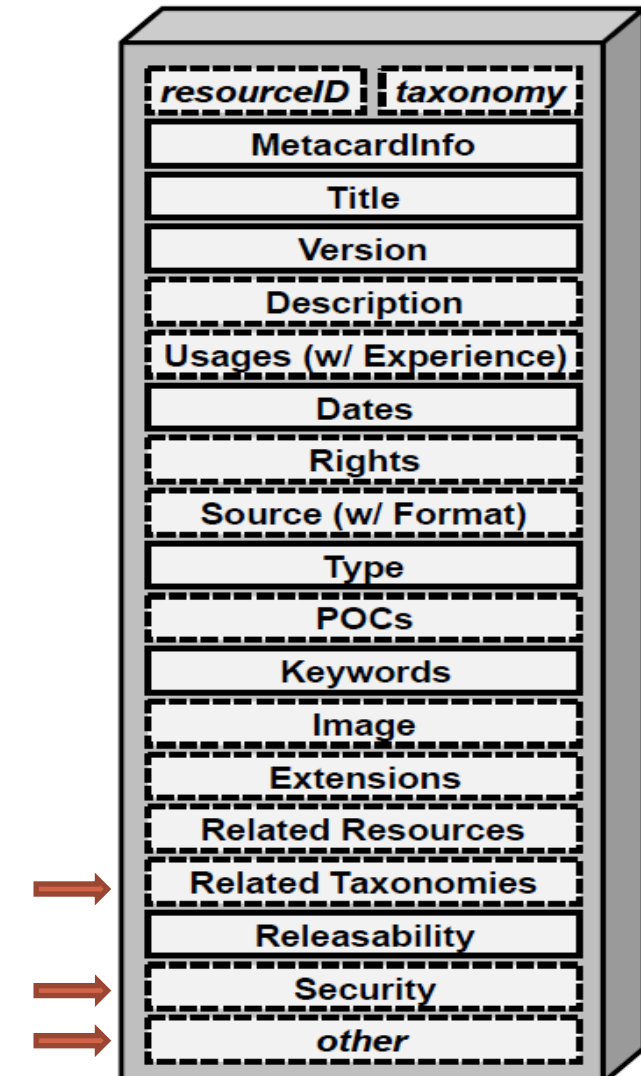 resourceID taxonomy
MetacardInfo
Title
Version
Description
Usages (w/ Experience)
Dates
Rights
Source (w/ Format)
Type
POCs
Keywords
Image
Extensions
Related Resources
Related Taxonomies
Releasability
Security
other